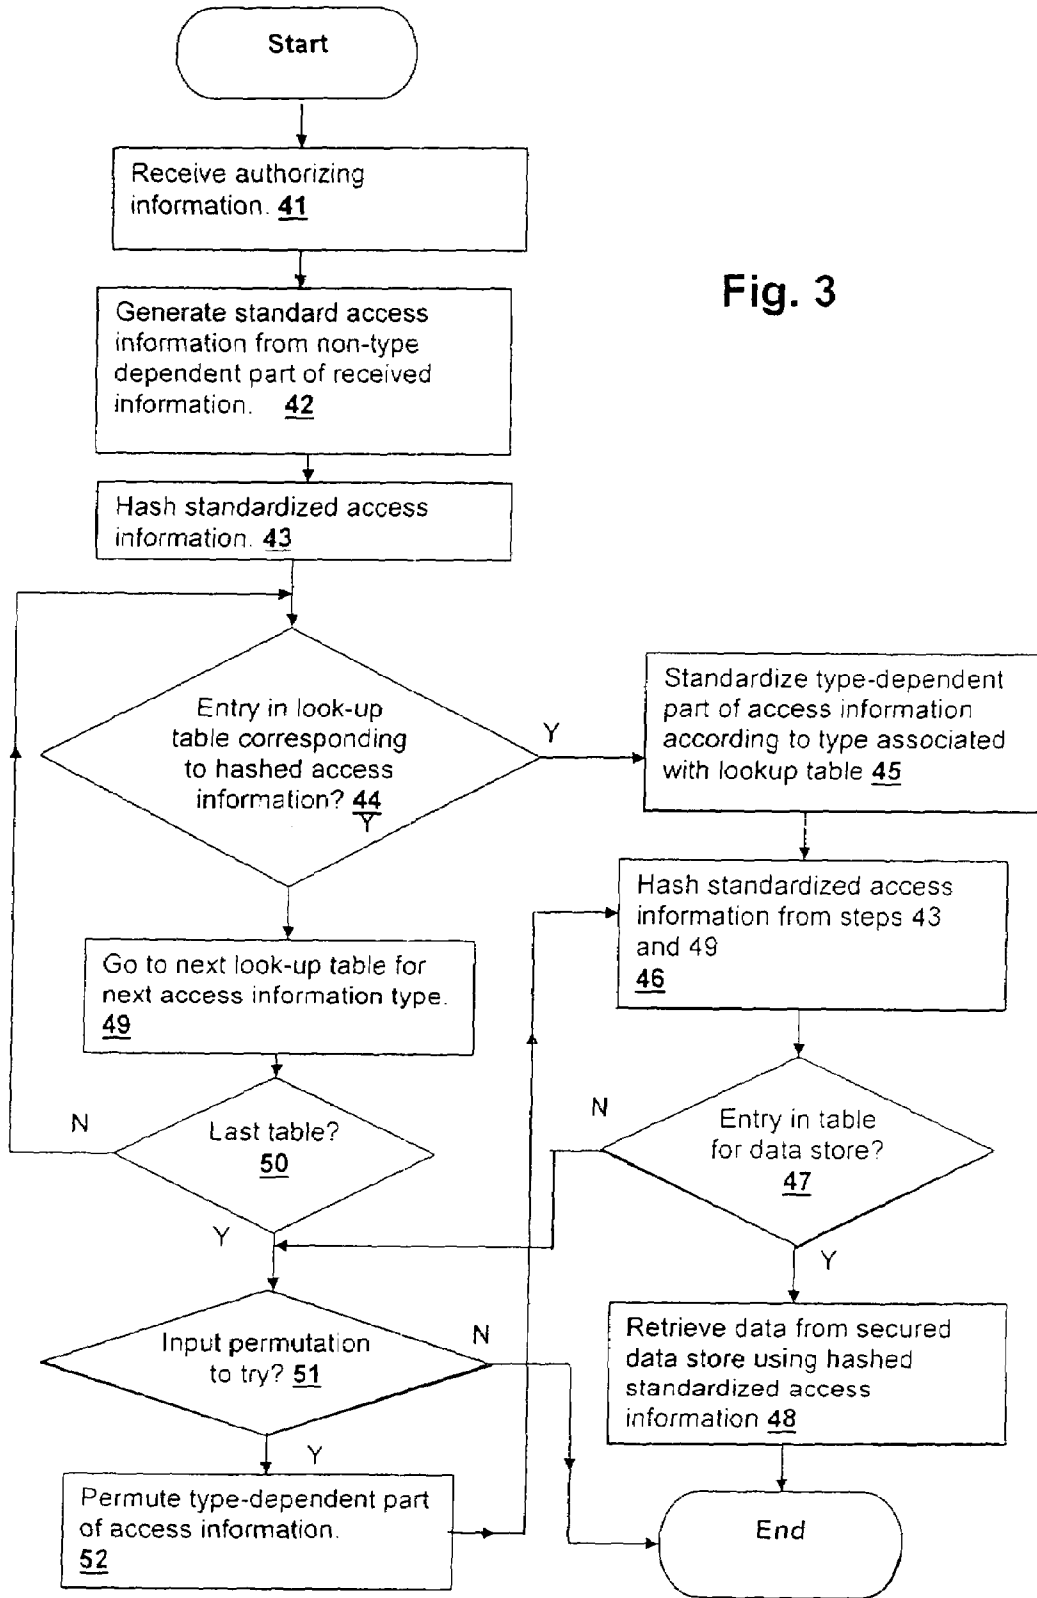 Start
Receive authorizing
information. 41
Fig. 3
Generate standard access
information from non-type
dependent part of received
information. 42
Hash standardized access
information. 43
Entry in look-up
table corresponding
to hashed access
information? 44
Y
Y
Standardize type-dependent
part of access information
according to type associated
with lookup table 45
Hash standardized access
information from steps 43
and 49
46
Go to next look-up table for
next access information type.
49
N
Last table?
50
Y
N
Entry in table
for data store?
47
Y
Input permutation
to try? 51
N
Y
Retrieve data from secured
data store using hashed
standardized access
information 48
Permute type-dependent part
of access information.
52
End